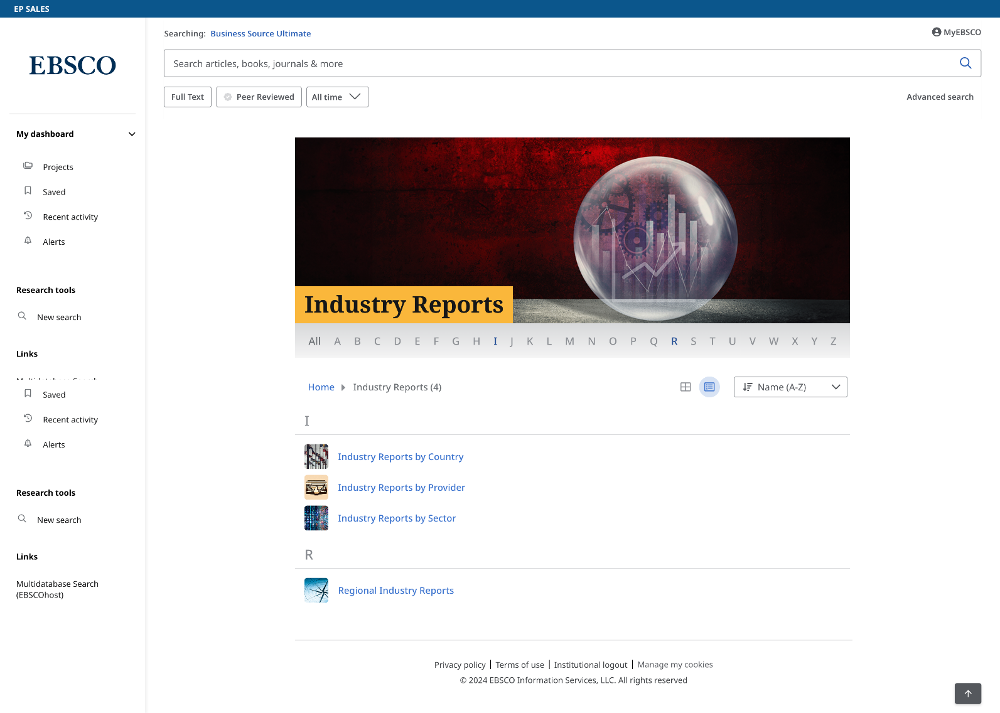 EP SALES
EBSCO
Searching: Business Source Ultimate
MyEBSCO
Search articles, books, journals & more
Full Text
Peer Reviewed
All time
Advanced search
My dashboard
Projects
Saved
Recent activity
Alerts
Research tools
New search
Links
Saved
Recent activity
Alerts
Research tools
New search
Links
Multidatabase Search
(EBSCOhost)
Industry Reports
All A B C D E F G H I J K L M N O P Q R S T U V W X Y Z
Home Industry Reports (4)
Name (A-Z)
I
Industry Reports by Country
Industry Reports by Provider
Industry Reports by Sector
R
Regional Industry Reports
Privacy policy | Terms of use | Institutional logout | Manage my cookies
© 2024 EBSCO Information Services, LLC. All rights reserved